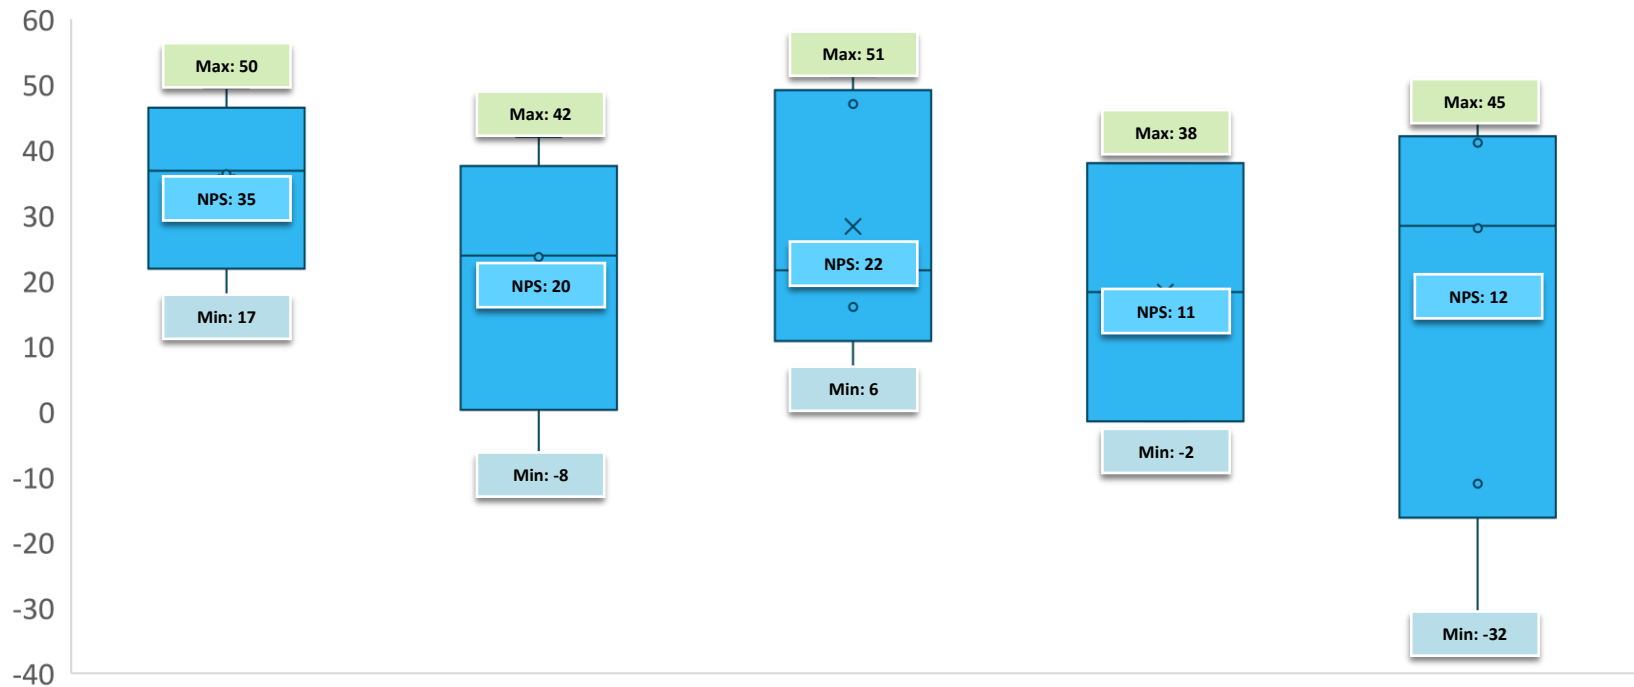 60
50
40
30
20
10
0
-10
-20
-30
-40
Max: 50
NPS: 35
Min: 17
Max: 42
NPS: 20
Min: -8
Max: 51
NPS: 22
Min: 6
Max: 38
NPS: 11
Min: -2
Max: 45
NPS: 12
Min: -32